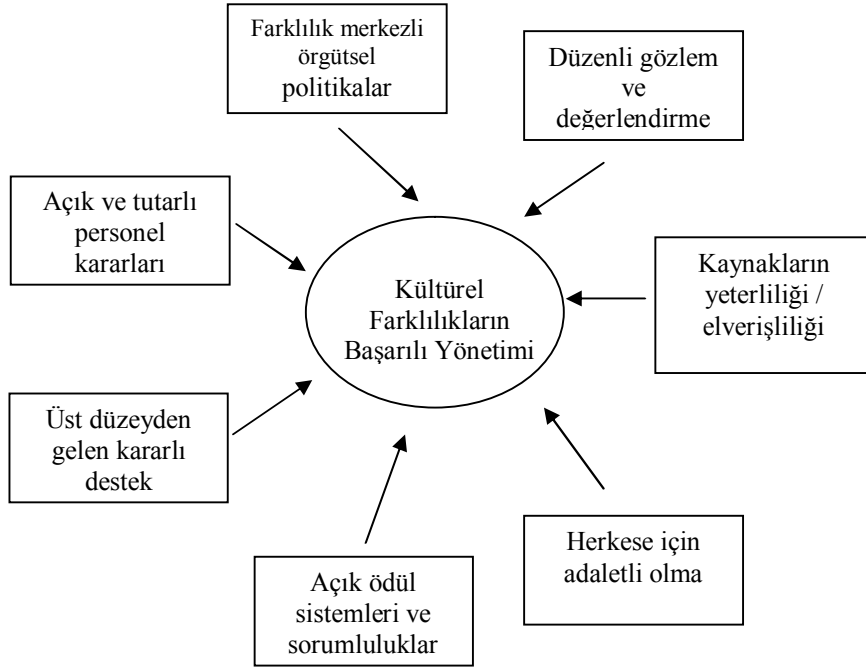 Farklılık merkezli
örgütsel
politikalar
Düzenli gözlem
ve
değerlendirme
Açık ve tutarlı
personel
kararları
Kültürel
Farklılıkların
Başarılı Yönetimi
Kaynakların
yeterliliği /
elverişliliği
Üst düzeyden
gelen kararlı
destek
Açık ödül
sistemleri ve
sorumluluklar
Herkese için
adaletli olma